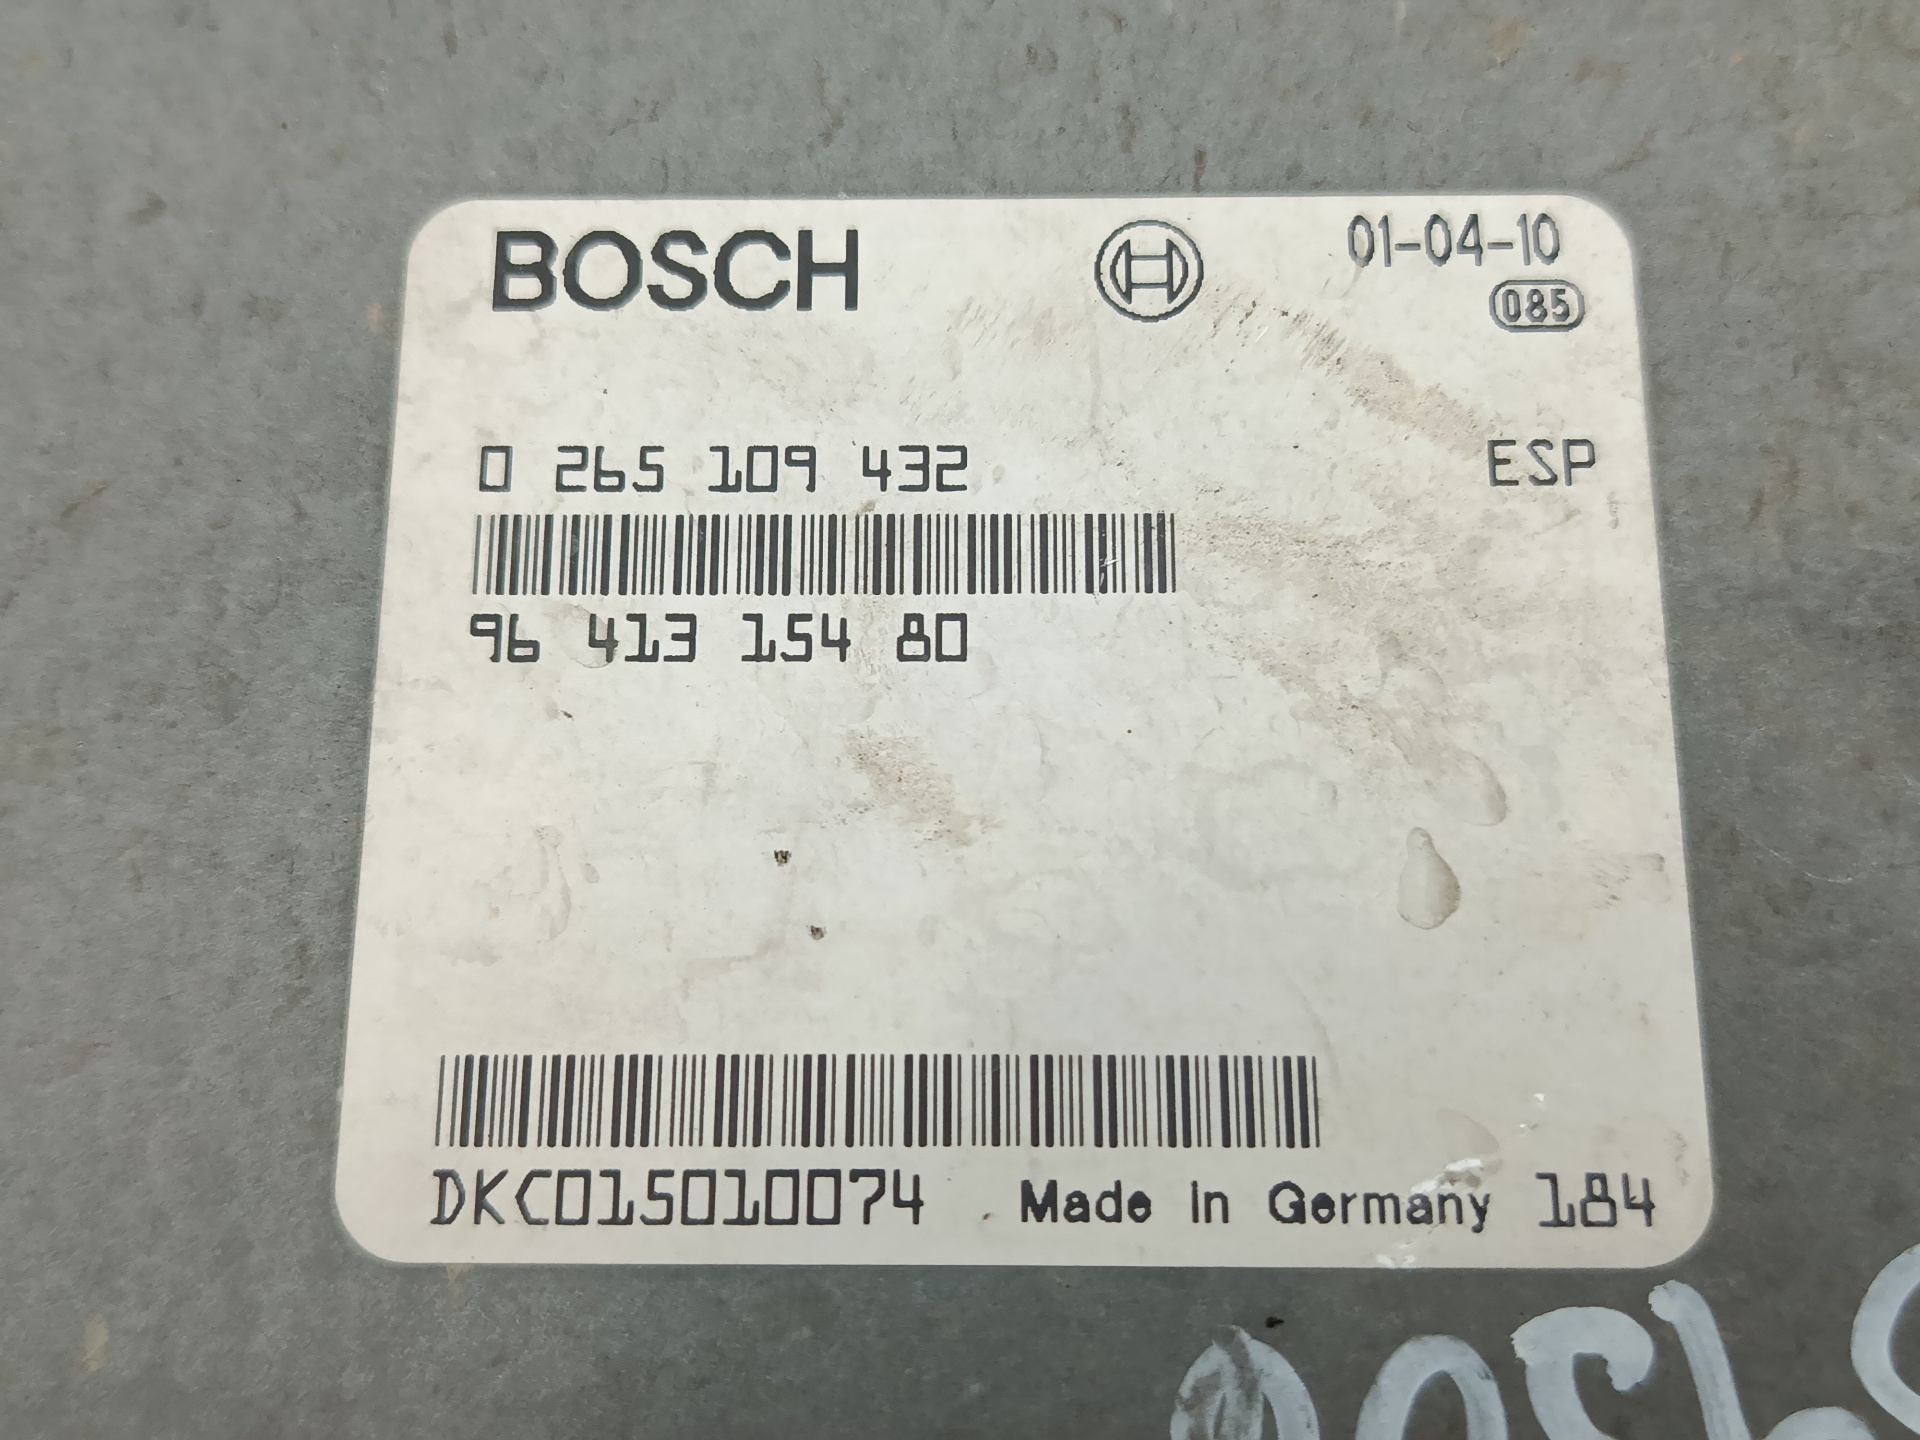 BOSCH
01-04-10
085
0 265 109 432
ESP
96 413 154 80
DKC015010074 Made in Germany 184